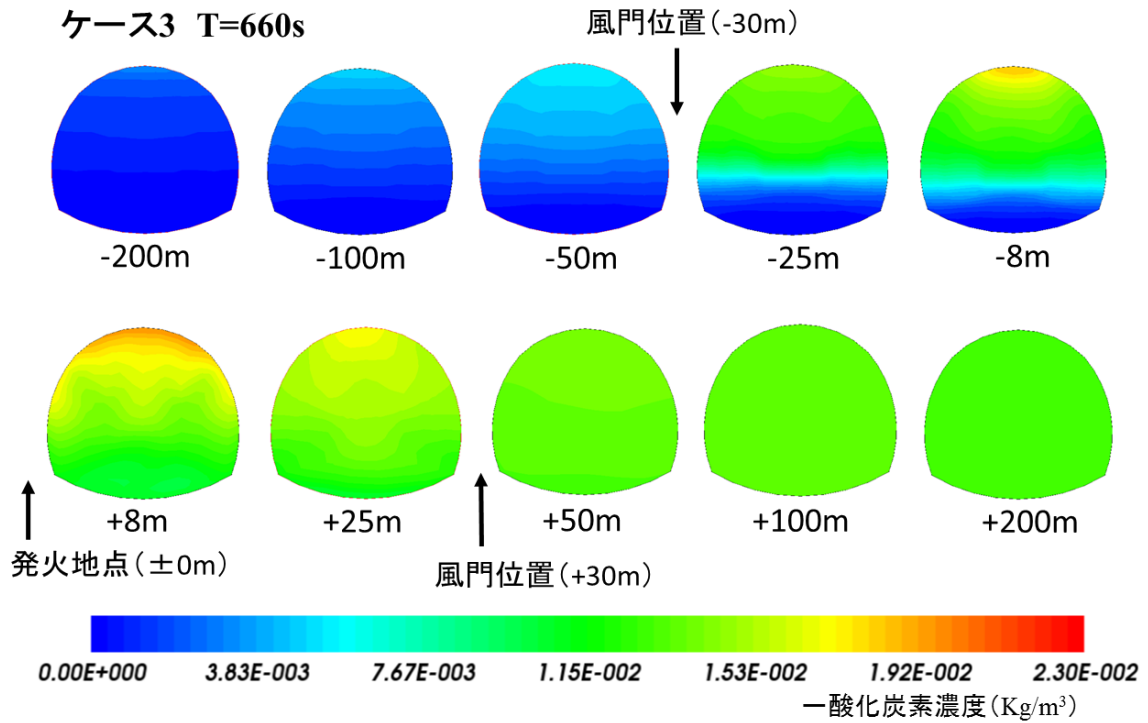 ケース3 T=660s
風門位置(-30m)
-200m
-100m
-50m
-25m
-8m
+8m
+25m
+50m
+100m
+200m
発火地点(±0m)
風門位置(+30m)
0.00E+000 3.83E-003 7.67E-003 1.15E-002 1.53E-002 1.92E-002 2.30E-002
一酸化炭素濃度(Kg/m³)